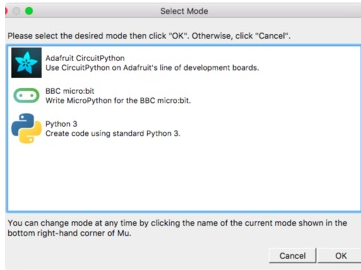 Select Mode
Please select the desired mode then click "OK". Otherwise, click "Cancel".
Adafruit CircuitPython
Use CircuitPython on Adafruit's line of development boards.
BBC micro:bit
Write MicroPython for the BBC micro:bit.
Python 3
Create code using standard Python 3.
You can change mode at any time by clicking the name of the current mode shown in the
bottom right-hand corner of Mu.
Cancel
OK